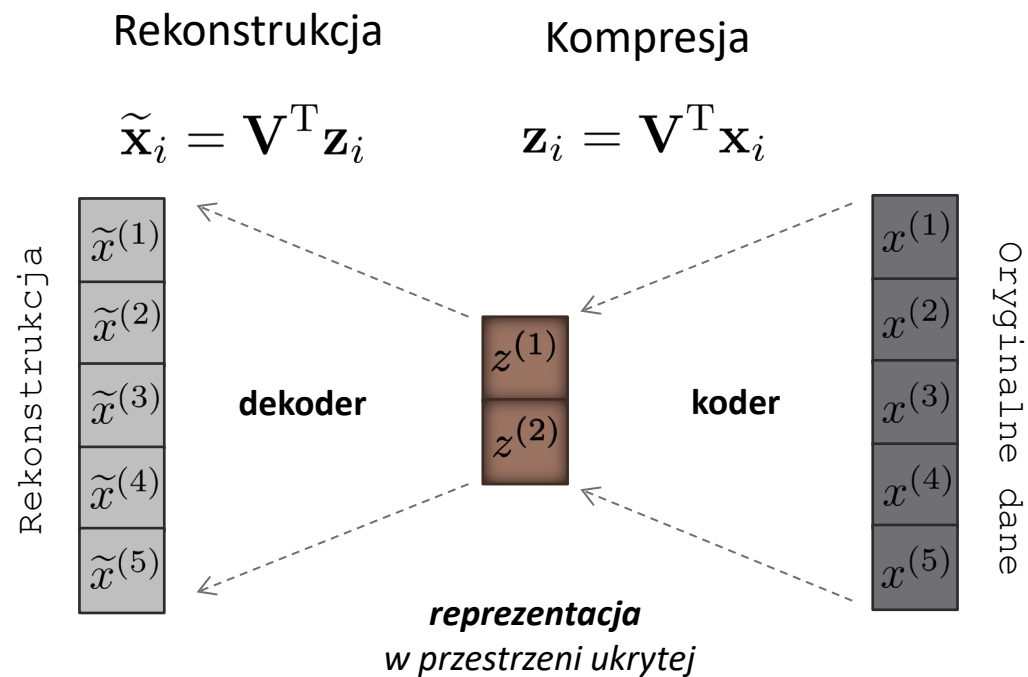 Rekonstrukcja
Kompresja
x̃ᵢ = Vᵀzᵢ
zᵢ = Vᵀxᵢ
Rekonstrukcja
x̃⁽¹⁾
x̃⁽²⁾
x̃⁽³⁾
x̃⁽⁴⁾
x̃⁽⁵⁾
dekoder
z⁽¹⁾
z⁽²⁾
koder
x⁽¹⁾
x⁽²⁾
x⁽³⁾
x⁽⁴⁾
x⁽⁵⁾
Oryginalne dane
reprezentacja
w przestrzeni ukrytej